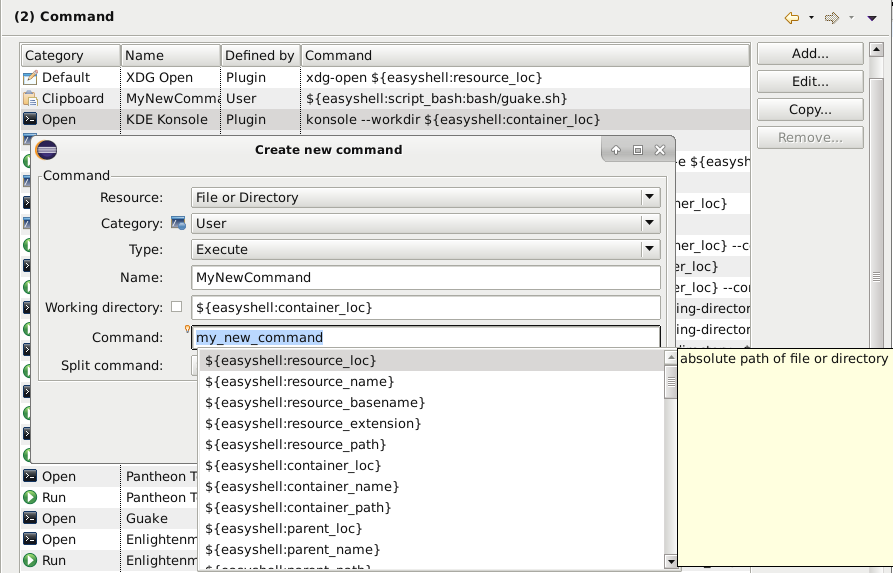 (2) Command
Category Name Defined by Command
Default XDG Open Plugin xdg-open ${easyshell:resource_loc}
Clipboard MyNewComma User ${easyshell:script_bash:bash/guake.sh}
Open KDE Konsole Plugin konsole --workdir ${easyshell:container_loc}
Add...
Edit...
Copy...
Remove...
Create new command
Command
Resource: File or Directory
Category: User
Type: Execute
Name: MyNewCommand
Working directory: ${easyshell:container_loc}
Command: my_new_command
Split command:
${easyshell:resource_loc}
${easyshell:resource_name}
${easyshell:resource_basename}
${easyshell:resource_extension}
${easyshell:resource_path}
${easyshell:container_loc}
${easyshell:container_name}
${easyshell:container_path}
${easyshell:parent_loc}
${easyshell:parent_name}
${easyshell:parent_path}
absolute path of file or directory
-e ${easysh
ner_loc}
ner_loc} --co
er_loc}
er_loc} --cor
ing-director
ing-director
Open Pantheon T
Run Pantheon T
Open Guake
Open Enlightenm
Run Enlightenm